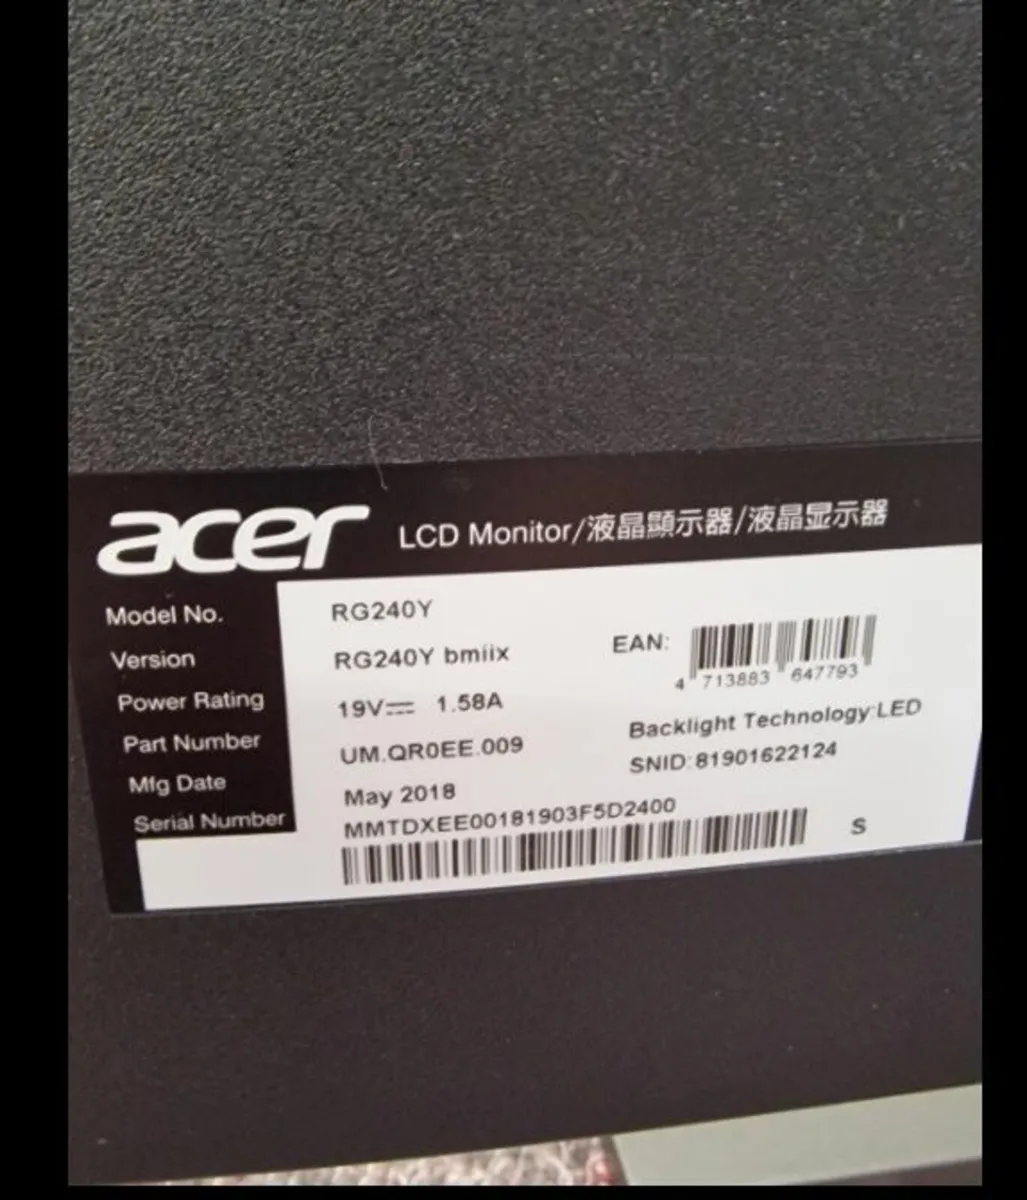 acer LCD Monitor/液晶顯示器/液晶显示器
Model No. RG240Y
Version RG240Y bmiix
EAN: 4 713883 647793
Power Rating 19V⎓ 1.58A
Part Number UM.QR0EE.009
Backlight Technology:LED
Mfg Date May 2018
SNID:81901622124
Serial Number MMTDXEE00181903F5D2400
S